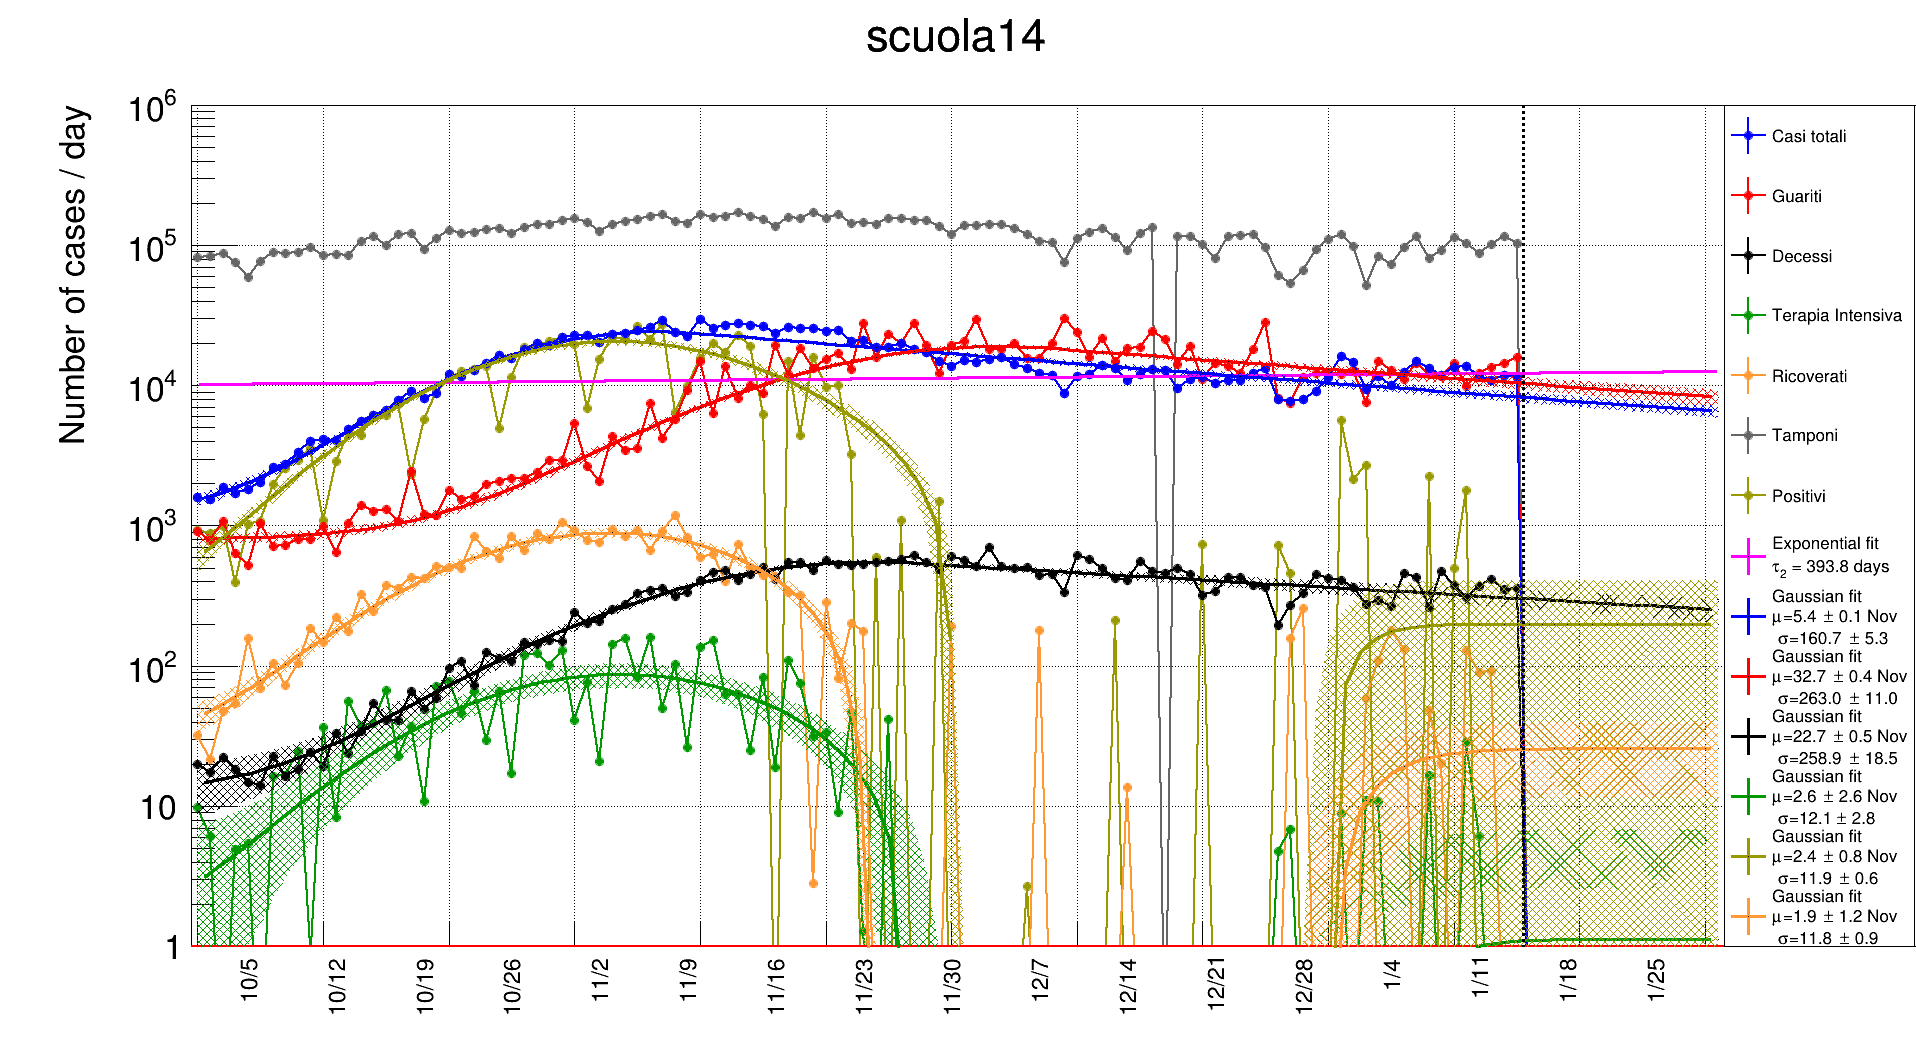 scuola14
Number of cases / day
10^6
10^5
10^4
10^3
10^2
10
1
10/5
10/12
10/19
10/26
11/2
11/9
11/16
11/23
11/30
12/7
12/14
12/21
12/28
1/4
1/11
1/18
1/25
Casi totali
Guariti
Decessi
Terapia Intensiva
Ricoverati
Tamponi
Positivi
Exponential fit
τ_2 = 393.8 days
Gaussian fit
μ=5.4 ± 0.1 Nov
σ=160.7 ± 5.3
Gaussian fit
μ=32.7 ± 0.4 Nov
σ=263.0 ± 11.0
Gaussian fit
μ=22.7 ± 0.5 Nov
σ=258.9 ± 18.5
Gaussian fit
μ=2.6 ± 2.6 Nov
σ=12.1 ± 2.8
Gaussian fit
μ=2.4 ± 0.8 Nov
σ=11.9 ± 0.6
Gaussian fit
μ=1.9 ± 1.2 Nov
σ=11.8 ± 0.9